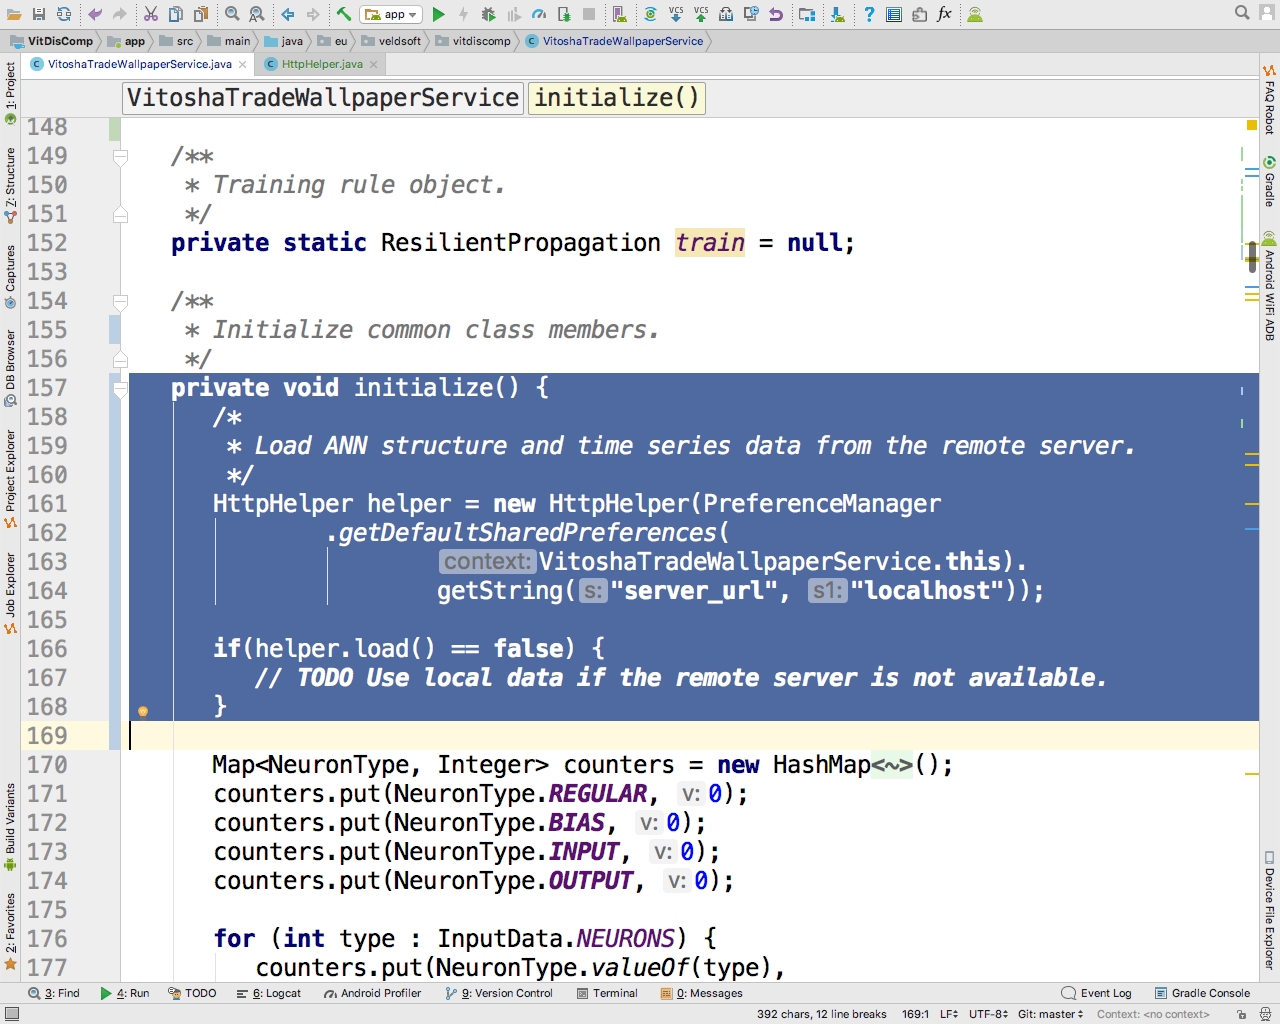 app
VCS VCS fx
VitDisComp app src main java eu veldsoft vitdiscomp VitoshaTradeWallpaperService
VitoshaTradeWallpaperService.java HttpHelper.java
VitoshaTradeWallpaperService initialize()
148
149 /**
150 * Training rule object.
151 */
152 private static ResilientPropagation train = null;
153
154 /**
155 * Initialize common class members.
156 */
157 private void initialize() {
158 /*
159 * Load ANN structure and time series data from the remote server.
160 */
161 HttpHelper helper = new HttpHelper(PreferenceManager
162 .getDefaultSharedPreferences(
163 context: VitoshaTradeWallpaperService.this).
164 getString( s: "server_url", s1: "localhost"));
165
166 if(helper.load() == false) {
167 // TODO Use local data if the remote server is not available.
168 }
169
170 Map<NeuronType, Integer> counters = new HashMap<~>();
171 counters.put(NeuronType.REGULAR, v: 0);
172 counters.put(NeuronType.BIAS, v: 0);
173 counters.put(NeuronType.INPUT, v: 0);
174 counters.put(NeuronType.OUTPUT, v: 0);
175
176 for (int type : InputData.NEURONS) {
177 counters.put(NeuronType.valueOf(type),
1: Project
Z: Structure
Captures
DB Browser
Project Explorer
Job Explorer
Build Variants
2: Favorites
FAQ Robot
Gradle
Android WiFi ADB
Device File Explorer
3: Find 4: Run TODO 6: Logcat Android Profiler 9: Version Control Terminal 0: Messages Event Log Gradle Console
392 chars, 12 line breaks 169:1 LF UTF-8 Git: master Context: <no context>